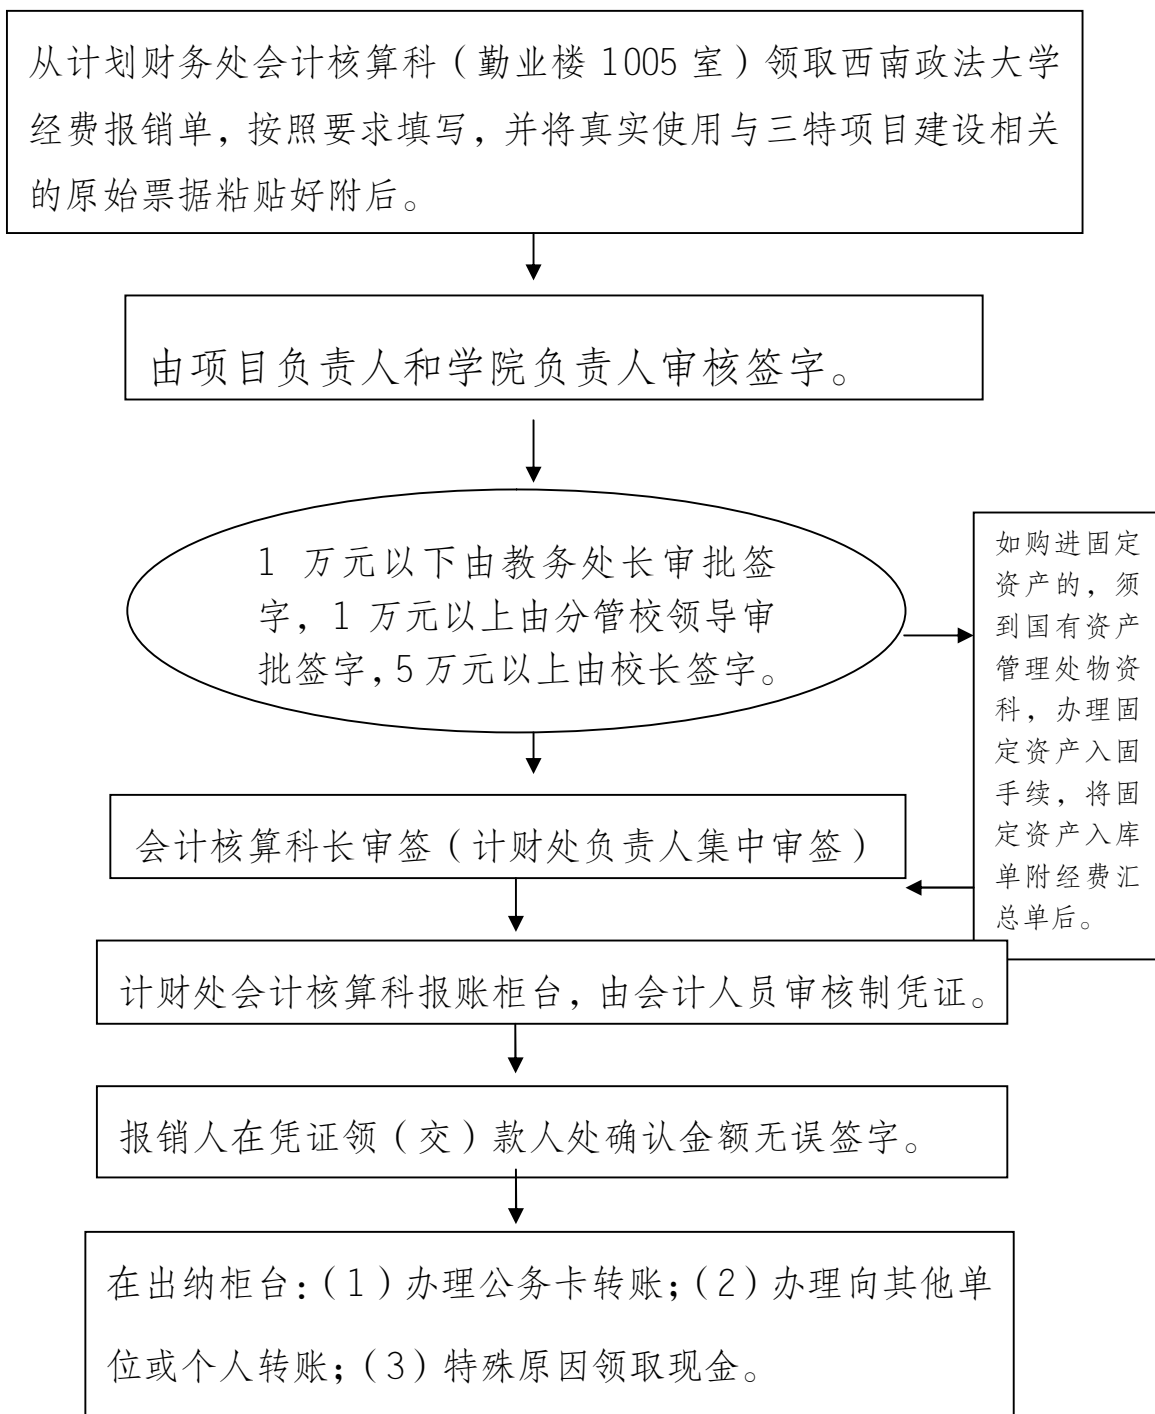 从计划财务处会计核算科（勤业楼 1005 室）领取西南政法大学
经费报销单，按照要求填写，并将真实使用与三特项目建设相关
的原始票据粘贴好附后。
由项目负责人和学院负责人审核签字。
1 万元以下由教务处长审批签
字，1 万元以上由分管校领导审
批签字，5 万元以上由校长签字。
如购进固定
资产的，须
到国有资产
管理处物资
科，办理固
定资产入固
手续，将固
定资产入库
单附经费汇
总单后。
会计核算科长审签（计财处负责人集中审签）
计财处会计核算科报账柜台，由会计人员审核制凭证。
报销人在凭证领（交）款人处确认金额无误签字。
在出纳柜台：（1）办理公务卡转账；（2）办理向其他单
位或个人转账；（3）特殊原因领取现金。